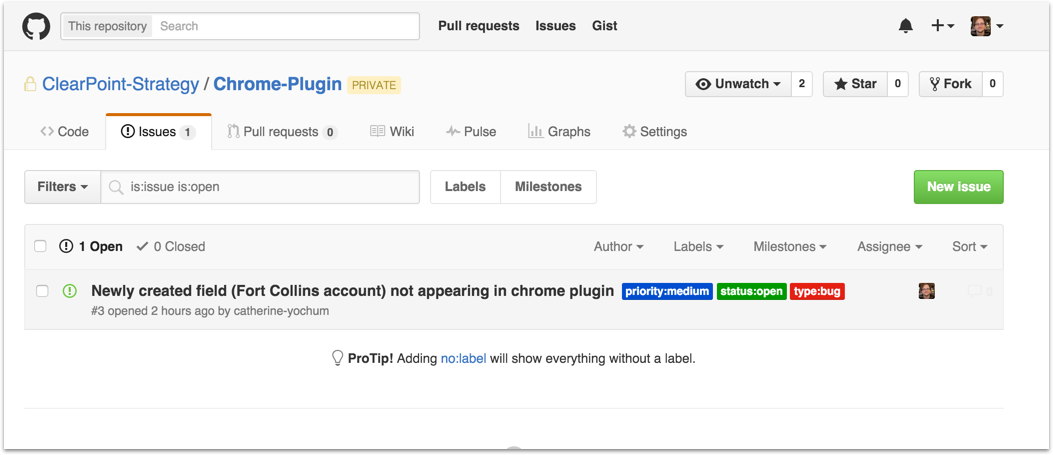 This repository Search Pull requests Issues Gist
ClearPoint-Strategy / Chrome-Plugin PRIVATE Unwatch 2 Star 0 Fork 0
Code Issues 1 Pull requests 0 Wiki Pulse Graphs Settings
Filters is:issue is:open Labels Milestones New issue
1 Open 0 Closed Author Labels Milestones Assignee Sort
Newly created field (Fort Collins account) not appearing in chrome plugin priority:medium status:open type:bug 0
#3 opened 2 hours ago by catherine-yochum
ProTip! Adding no:label will show everything without a label.